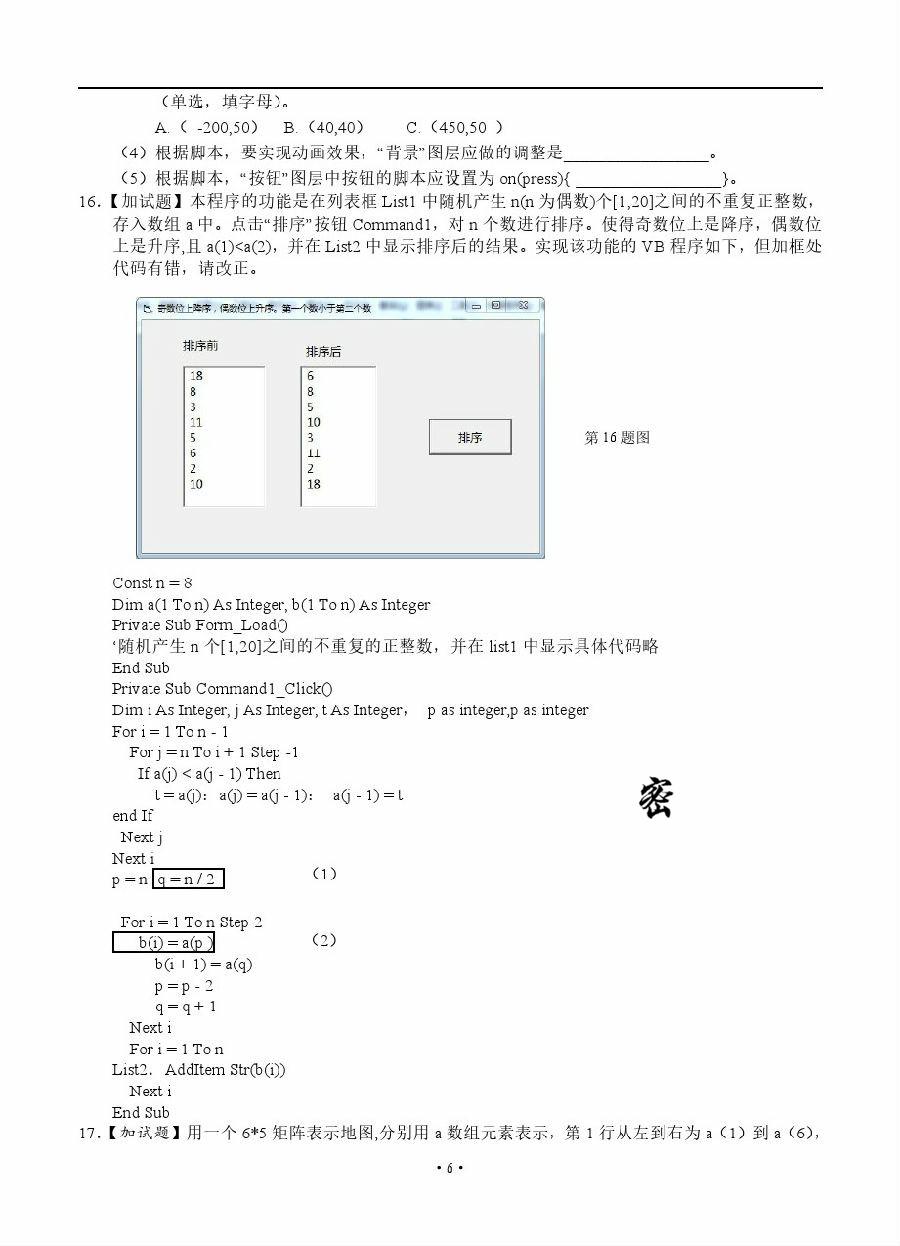 （单选，填字母）。
A.（ -200,50） B.（40,40） C.（450,50 ）
（4）根据脚本，要实现动画效果，“背景”图层应做的调整是__________________。
（5）根据脚本，“按钮”图层中按钮的脚本应设置为 on(press){ __________________}。
16.【加试题】本程序的功能是在列表框 List1 中随机产生 n(n 为偶数)个[1,20]之间的不重复正整数，
存入数组 a 中。点击“排序”按钮 Command1，对 n 个数进行排序。使得奇数位上是降序，偶数位
上是升序,且 a(1)<a(2)，并在 List2 中显示排序后的结果。实现该功能的 VB 程序如下，但加框处
代码有错，请改正。
奇数位上降序，偶数位上升序。第一个数小于第二个数
排序前
排序后
18
8
3
11
5
6
2
10
6
8
5
10
3
11
2
18
排序
第 16 题图
Const n = 8
Dim a(1 To n) As Integer, b(1 To n) As Integer
Private Sub Form_Load()
‘随机产生 n 个[1,20]之间的不重复的正整数，并在 list1 中显示具体代码略
End Sub
Private Sub Command1_Click()
Dim i As Integer, j As Integer, t As Integer， p as integer,p as integer
For i = 1 To n - 1
For j = n To i + 1 Step -1
If a(j) < a(j - 1) Then
t = a(j)： a(j) = a(j - 1)： a(j - 1) = t
end If
Next j
Next i
p = n q = n / 2 （1）
For i = 1 To n Step 2
b(i) = a(p ) （2）
b(i + 1) = a(q)
p = p - 2
q = q + 1
Next i
For i = 1 To n
List2．AddItem Str(b(i))
Next i
End Sub
密
17.【加试题】用一个 6*5 矩阵表示地图,分别用 a 数组元素表示，第 1 行从左到右为 a（1）到 a（6），
·6·